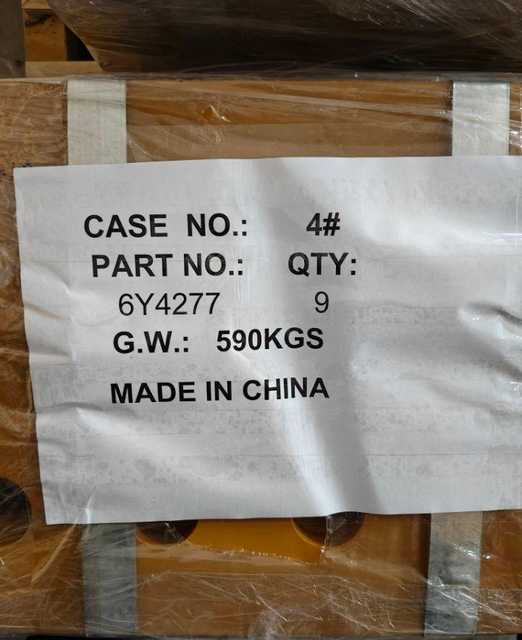 CASE NO.: 4#
PART NO.: QTY:
6Y4277 9
G.W.: 590KGS
MADE IN CHINA